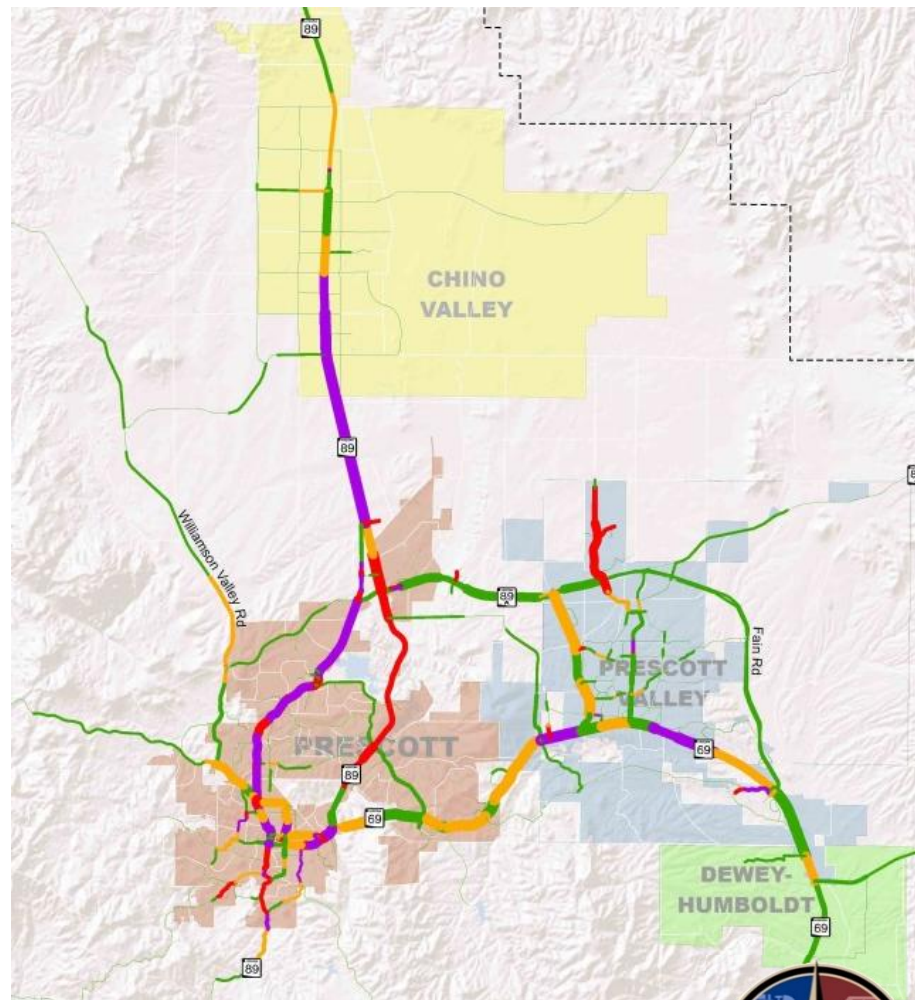 89
CHINO
VALLEY
89
Williamson Valley Rd
89
A
Fain Rd
PRESCOTT
VALLEY
69
PRESCOTT
89
69
DEWEY-
HUMBOLDT
69
89